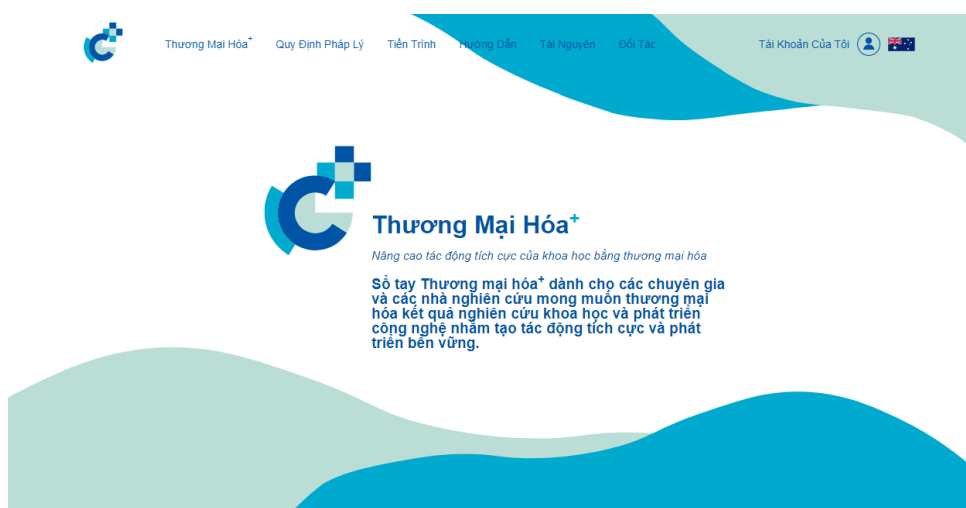 Thương Mại Hóa+ Quy Định Pháp Lý Tiến Trình Hướng Dẫn Tài Nguyên Đối Tác Tài Khoản Của Tôi
Thương Mại Hóa+
Nâng cao tác động tích cực của khoa học bằng thương mại hóa
Sổ tay Thương mại hóa+ dành cho các chuyên gia
và các nhà nghiên cứu mong muốn thương mại
hóa kết quả nghiên cứu khoa học và phát triển
công nghệ nhằm tạo tác động tích cực và phát
triển bền vững.